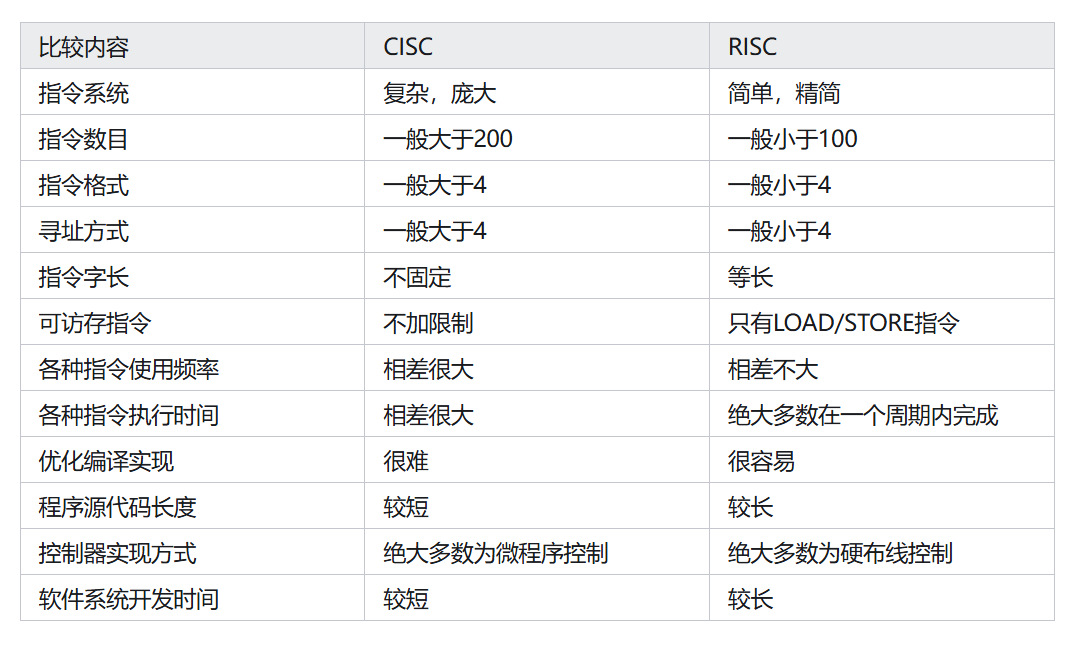 比较内容 CISC RISC
指令系统 复杂，庞大 简单，精简
指令数目 一般大于200 一般小于100
指令格式 一般大于4 一般小于4
寻址方式 一般大于4 一般小于4
指令字长 不固定 等长
可访存指令 不加限制 只有LOAD/STORE指令
各种指令使用频率 相差很大 相差不大
各种指令执行时间 相差很大 绝大多数在一个周期内完成
优化编译实现 很难 很容易
程序源代码长度 较短 较长
控制器实现方式 绝大多数为微程序控制 绝大多数为硬布线控制
软件系统开发时间 较短 较长